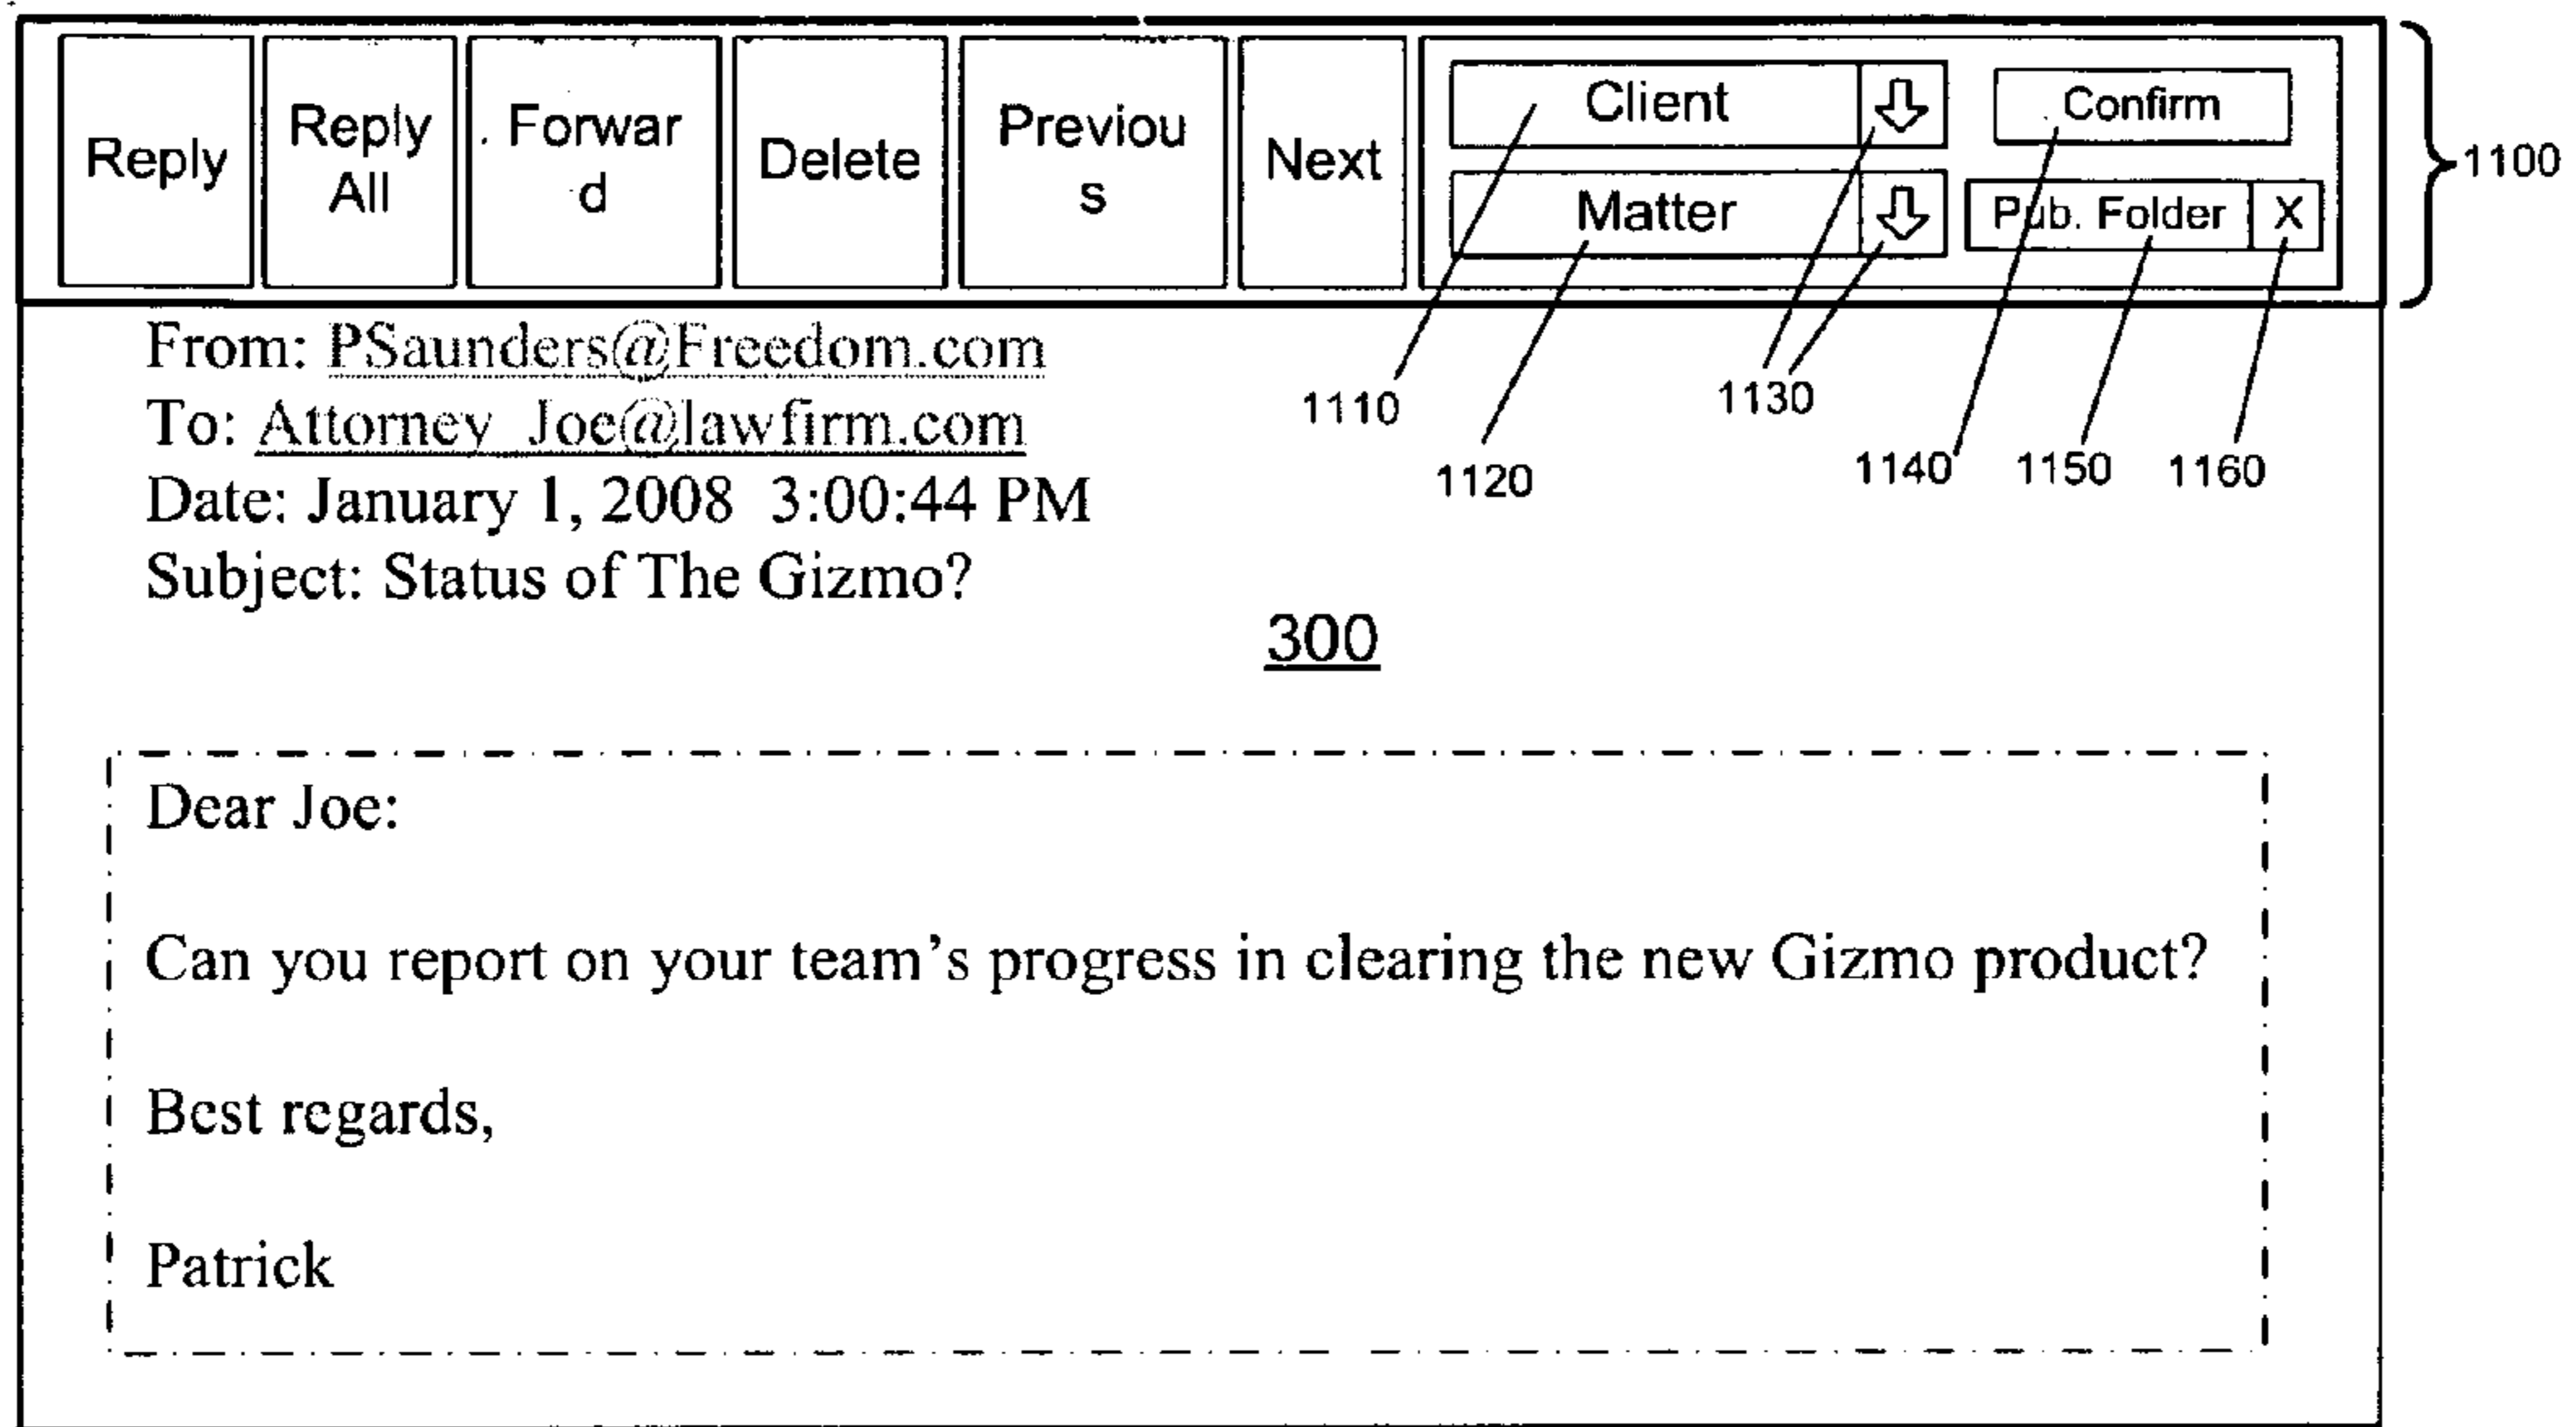 Reply
Reply
All
Forwar
d
Delete
Previou
s
Next
Client
Confirm
Matter
Pub. Folder X
1100
1110
1120
1130
1140
1150
1160
From: PSaunders@Freedom.com
To: Attorney_Joe@lawfirm.com
Date: January 1, 2008 3:00:44 PM
Subject: Status of The Gizmo?
300
Dear Joe:
Can you report on your team's progress in clearing the new Gizmo product?
Best regards,
Patrick